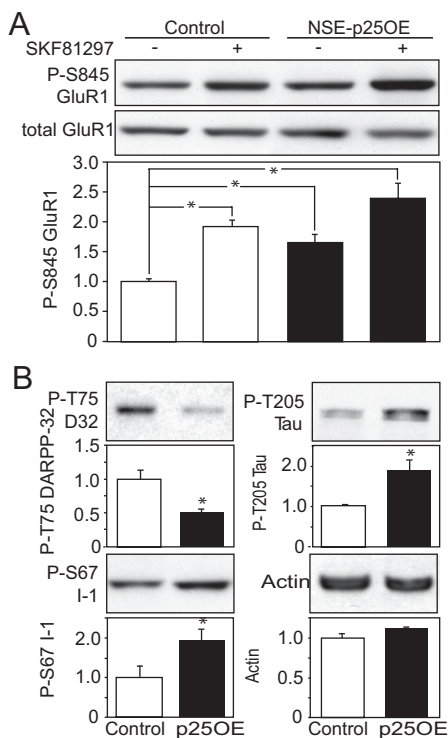 A
Control NSE-p25OE
SKF81297 - + - +
P-S845
GluR1
total GluR1
P-S845 GluR1
3.0
2.5
2.0
1.5
1.0
0.5
0
*
*
*
B
P-T75
D32
P-T205
Tau
P-T75 DARPP-32
1.5
1.0
0.5
0
*
P-T205 Tau
2.0
1.0
0
*
P-S67
I-1
Actin
P-S67 I-1
2.0
1.0
0
*
Actin
1.0
0.5
0
Control p25OE Control p25OE